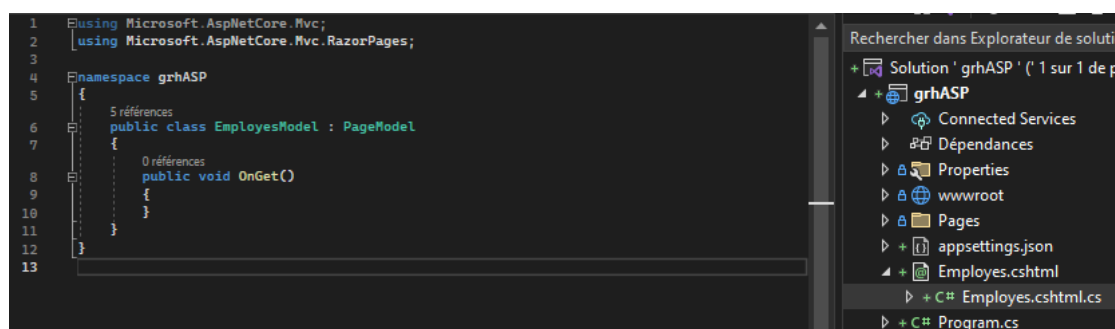 1 using Microsoft.AspNetCore.Mvc;
2 using Microsoft.AspNetCore.Mvc.RazorPages;
3
4 namespace grhASP
5 {
5 références
6 public class EmployesModel : PageModel
7 {
0 références
8 public void OnGet()
9 {
10 }
11 }
12 }
13
Rechercher dans Explorateur de soluti
Solution ' grhASP ' (' 1 sur 1 de p
grhASP
Connected Services
Dépendances
Properties
wwwroot
Pages
appsettings.json
Employes.cshtml
C# Employes.cshtml.cs
C# Program.cs